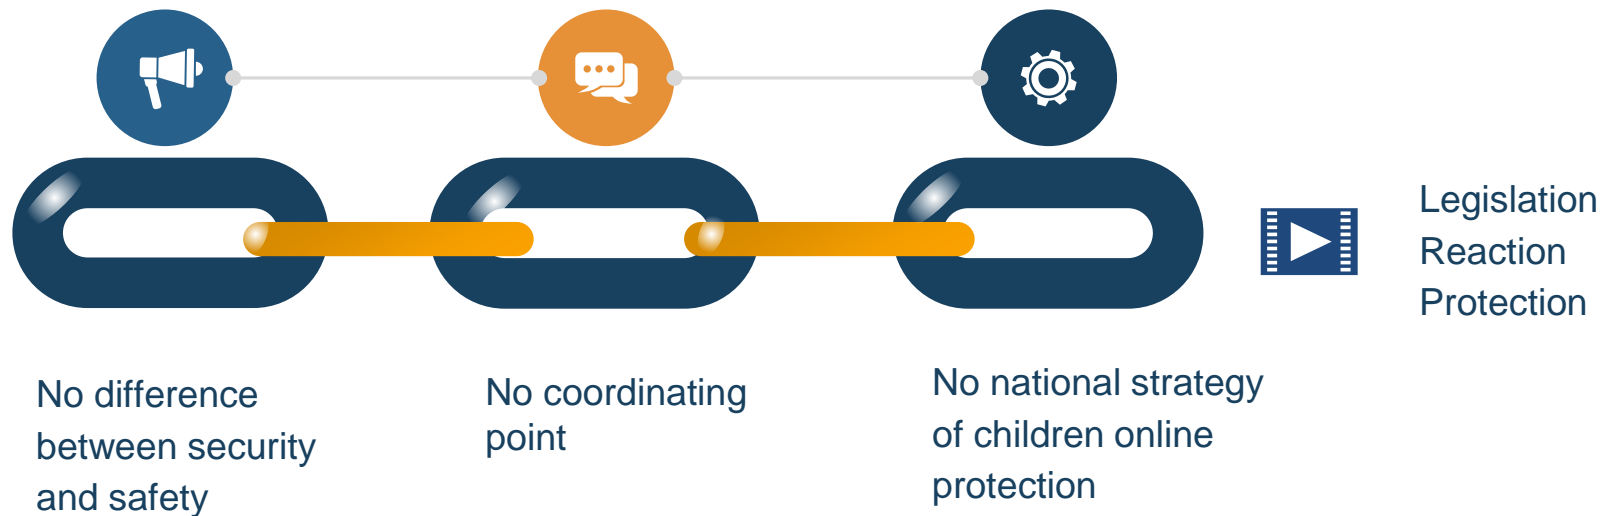 No difference
between security
and safety
No coordinating
point
No national strategy
of children online
protection
Legislation
Reaction
Protection